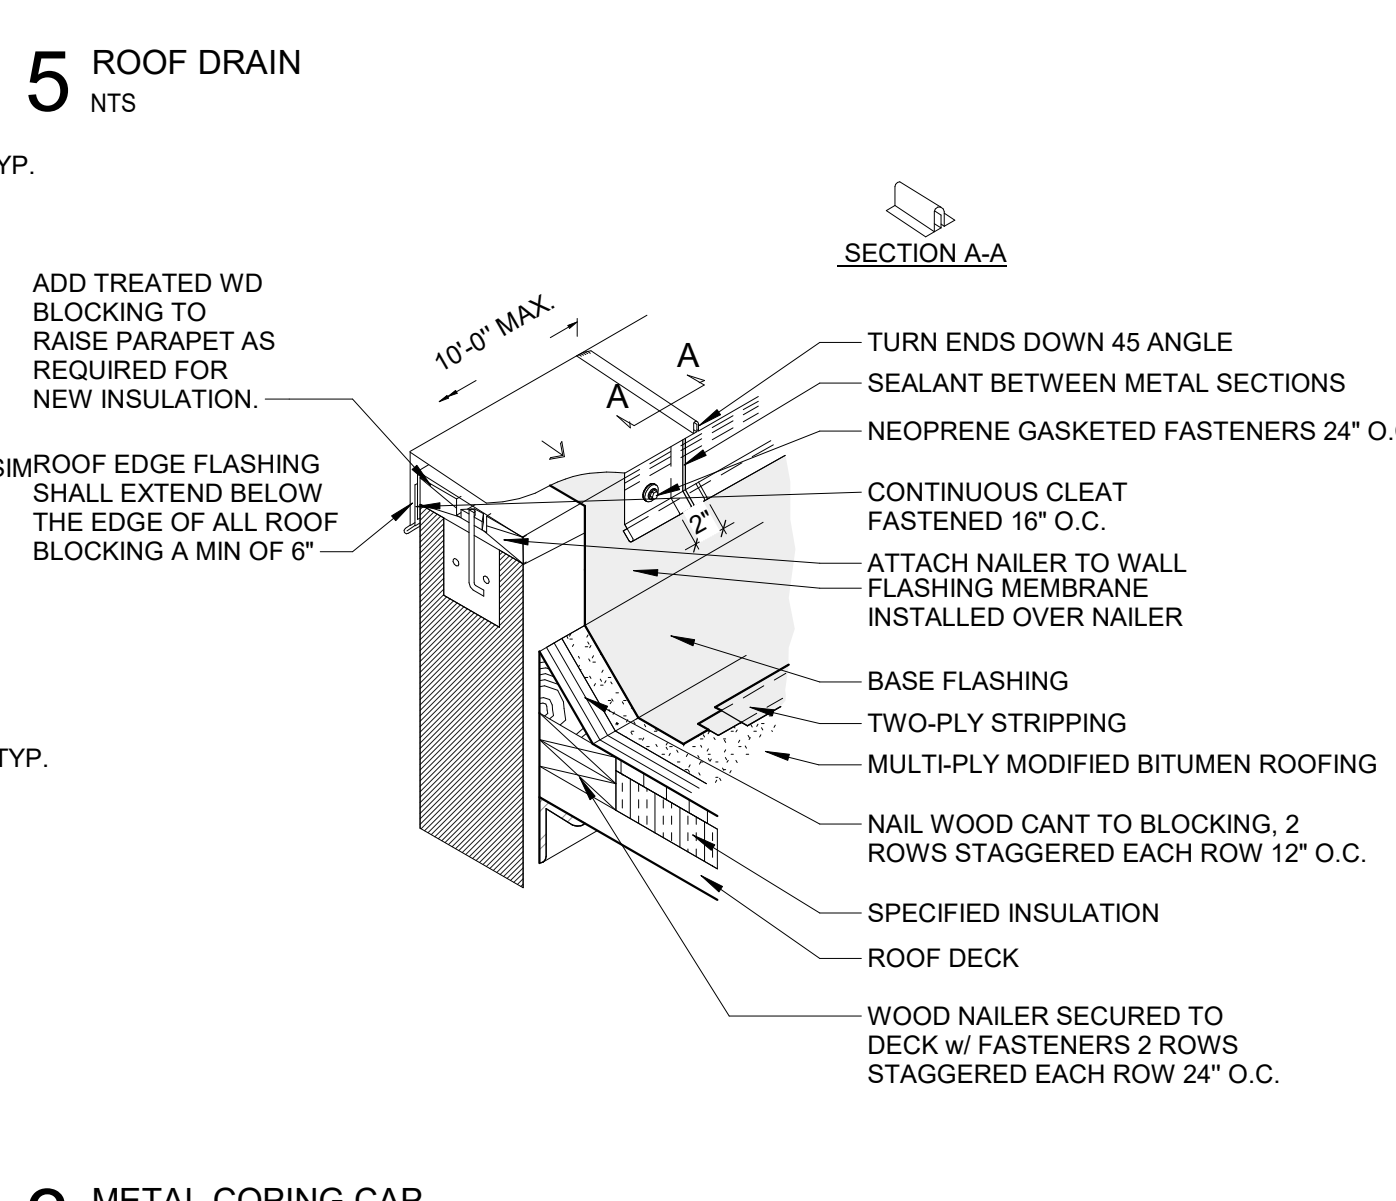 5 ROOF DRAIN
NTS
YP.
SECTION A-A
ADD TREATED WD
BLOCKING TO
RAISE PARAPET AS
REQUIRED FOR
NEW INSULATION.
10'-0" MAX.
A
A
SIM
ROOF EDGE FLASHING
SHALL EXTEND BELOW
THE EDGE OF ALL ROOF
BLOCKING A MIN OF 6"
2"
TURN ENDS DOWN 45 ANGLE
SEALANT BETWEEN METAL SECTIONS
NEOPRENE GASKETED FASTENERS 24" O.
CONTINUOUS CLEAT
FASTENED 16" O.C.
ATTACH NAILER TO WALL
FLASHING MEMBRANE
INSTALLED OVER NAILER
BASE FLASHING
TWO-PLY STRIPPING
TYP.
MULTI-PLY MODIFIED BITUMEN ROOFING
NAIL WOOD CANT TO BLOCKING, 2
ROWS STAGGERED EACH ROW 12" O.C.
SPECIFIED INSULATION
ROOF DECK
WOOD NAILER SECURED TO
DECK w/ FASTENERS 2 ROWS
STAGGERED EACH ROW 24" O.C.
METAL COPING CAP